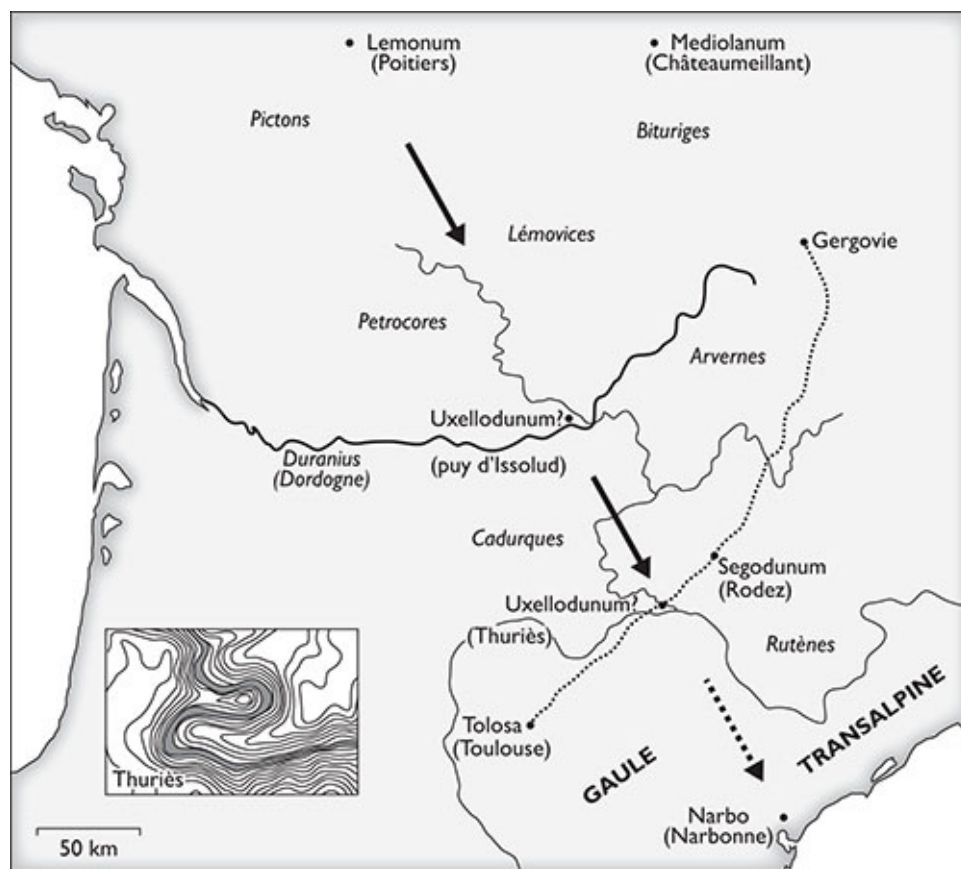 Lemonum
(Poitiers)
Mediolanum
(Châteaumeillant)
Pictons
Bituriges
Lémovices
Gergovie
Petrocores
Arvernes
Uxellodunum?
(puy d'Issolud)
Duranius
(Dordogne)
Cadurques
Segodunum
(Rodez)
Uxellodunum?
(Thuriès)
Rutènes
Tolosa
(Toulouse)
GAULE
TRANSALPINE
Thuriès
Narbo
(Narbonne)
50 km